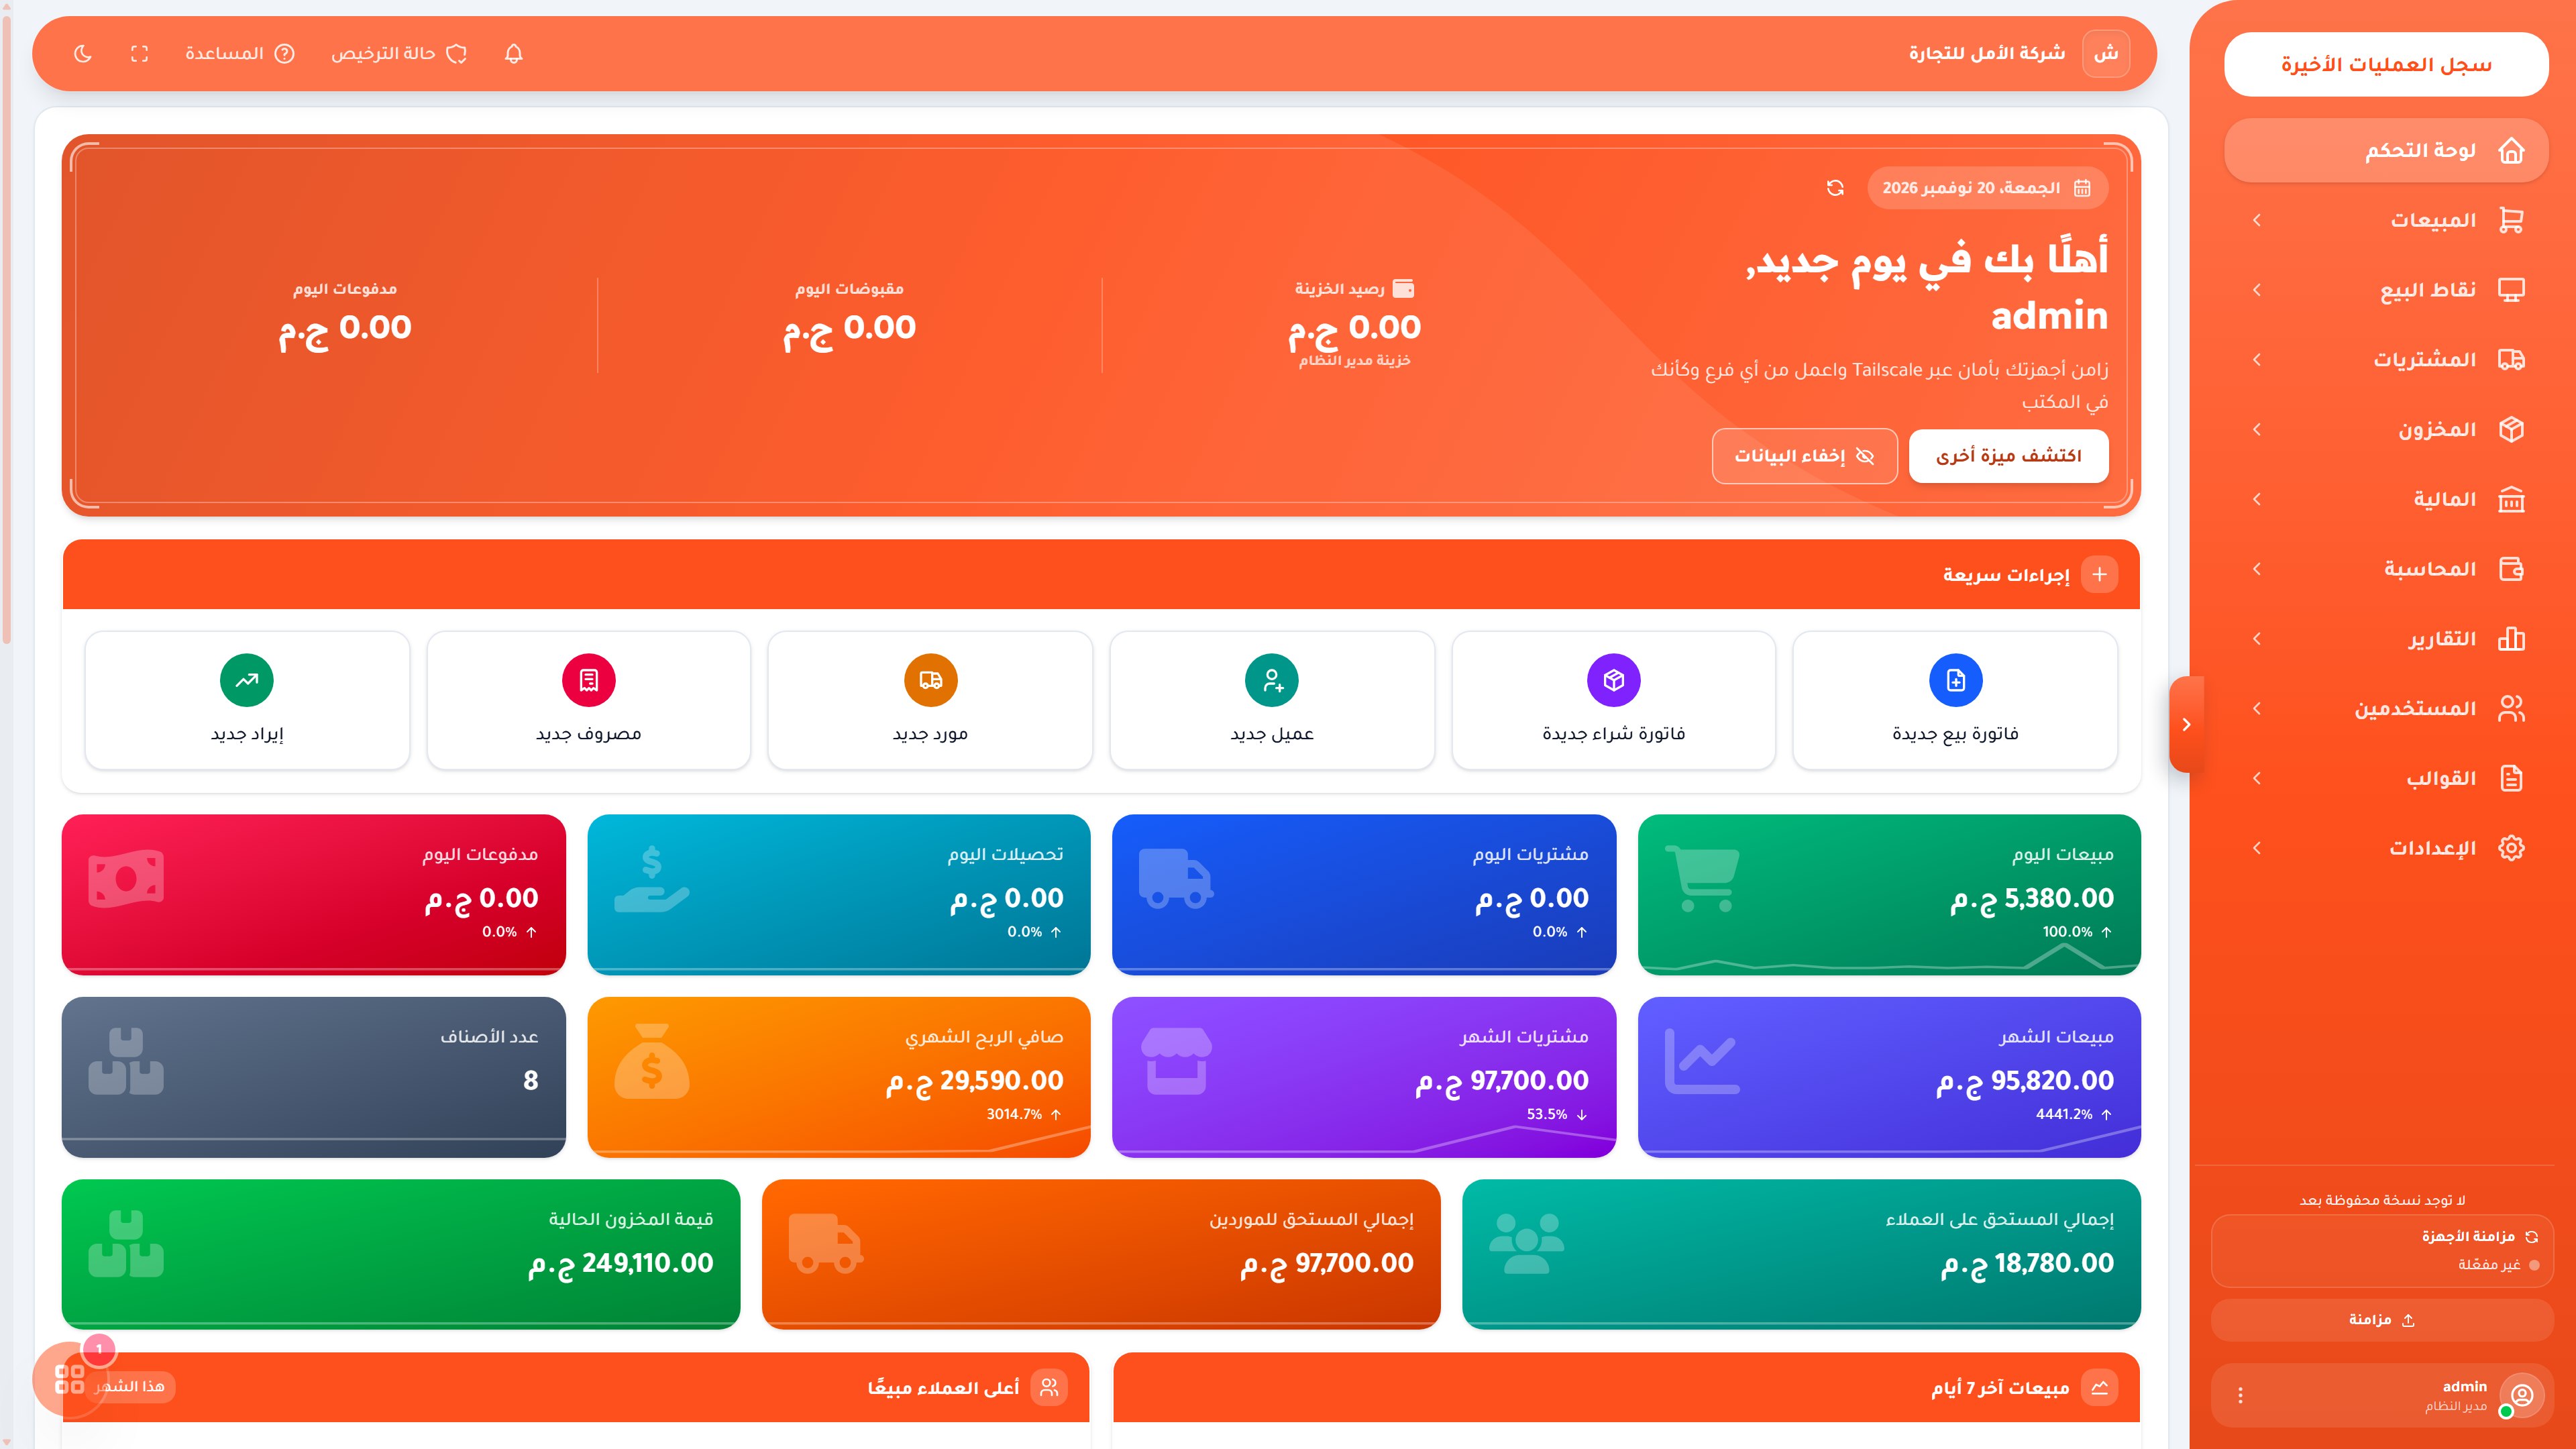 سجل العمليات الأخيرة
لوحة التحكم
المبيعات
نقاط البيع
المشتريات
المخزون
المالية
المحاسبة
التقارير
المستخدمين
القوالب
الإعدادات
لا توجد نسخة محفوظة بعد
مزامنة الأجهزة
غير مفعّلة
مزامنة
admin
مدير النظام
ش
شركة الأمل للتجارة
حالة الترخيص
المساعدة
الجمعة، 20 نوفمبر 2026
أهلًا بك في يوم جديد,
admin
زامن أجهزتك بأمان عبر Tailscale واعمل من أي فرع وكأنك
في المكتب
اكتشف ميزة أخرى
إخفاء البيانات
رصيد الخزينة
0.00 ج.م
خزينة مدير النظام
مقبوضات اليوم
0.00 ج.م
مدفوعات اليوم
0.00 ج.م
إجراءات سريعة
فاتورة بيع جديدة
فاتورة شراء جديدة
عميل جديد
مورد جديد
مصروف جديد
إيراد جديد
مبيعات اليوم
5,380.00 ج.م
↑ 100.0%
مشتريات اليوم
0.00 ج.م
↑ 0.0%
تحصيلات اليوم
0.00 ج.م
↑ 0.0%
مدفوعات اليوم
0.00 ج.م
↑ 0.0%
مبيعات الشهر
95,820.00 ج.م
↑ 4441.2%
مشتريات الشهر
97,700.00 ج.م
↓ 53.5%
صافي الربح الشهري
29,590.00 ج.م
↑ 3014.7%
عدد الأصناف
8
إجمالي المستحق على العملاء
18,780.00 ج.م
إجمالي المستحق للموردين
97,700.00 ج.م
قيمة المخزون الحالية
249,110.00 ج.م
مبيعات آخر 7 أيام
أعلى العملاء مبيعًا
هذا الشهر
1